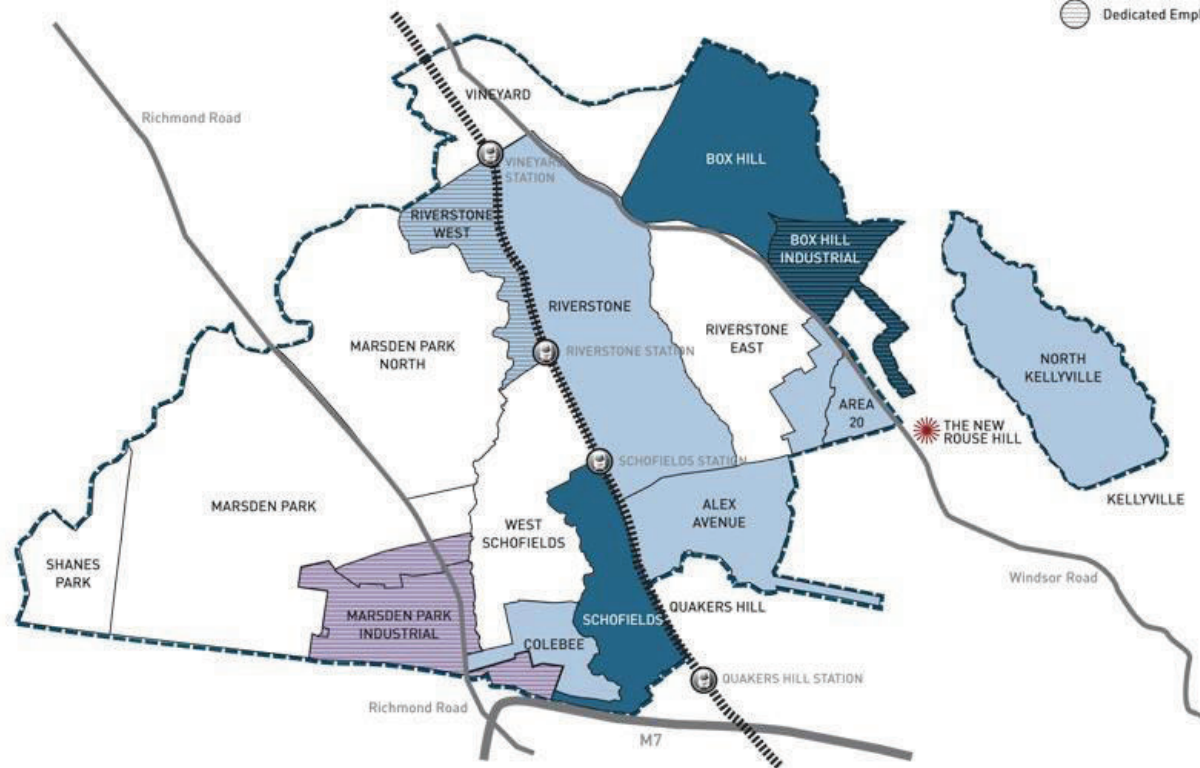 Dedicated Empl
Richmond Road
VINEYARD
VINEYARD
STATION
BOX HILL
RIVERSTONE
WEST
BOX HILL
INDUSTRIAL
RIVERSTONE
MARSDEN PARK
NORTH
RIVERSTONE STATION
RIVERSTONE
EAST
NORTH
KELLYVILLE
AREA
20
THE NEW
ROUSE HILL
SCHOFIELDS STATION
KELLYVILLE
MARSDEN PARK
WEST
SCHOFIELDS
ALEX
AVENUE
SHANES
PARK
Windsor Road
MARSDEN PARK
INDUSTRIAL
QUAKERS HILL
SCHOFIELDS
COLEBEE
QUAKERS HILL STATION
Richmond Road
M7